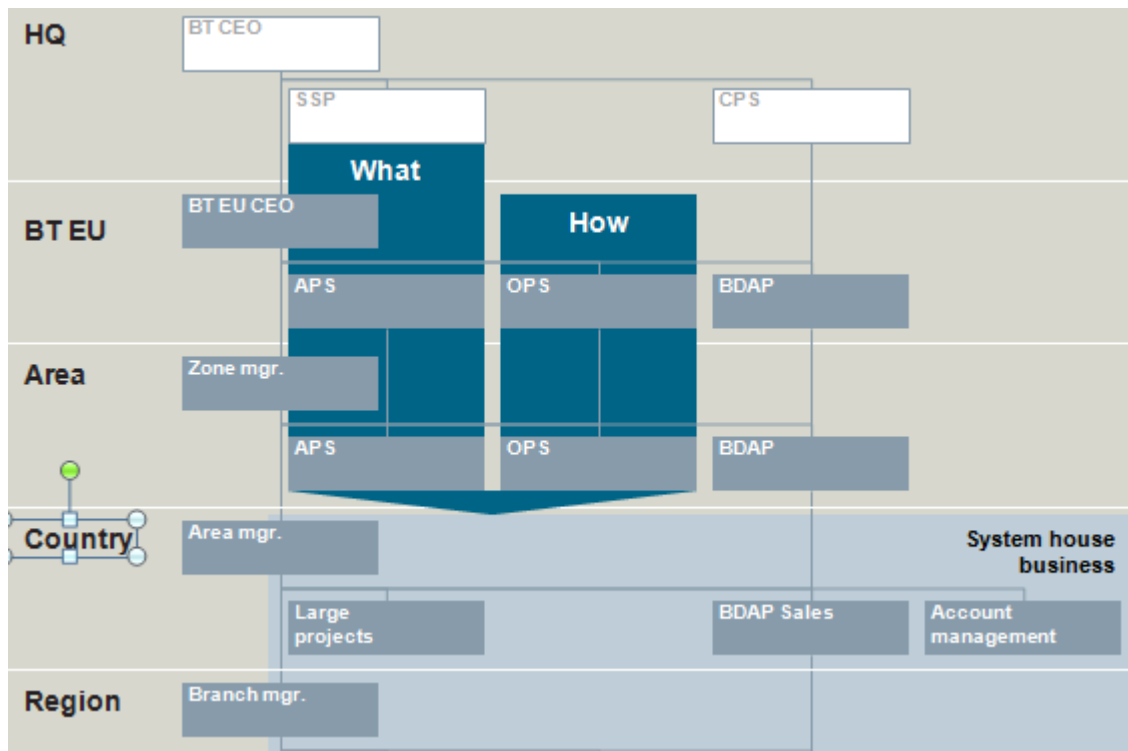 HQ
BT CEO
SSP
CPS
What
BT EU
BT EU CEO
How
APS
OPS
BDAP
Area
Zone mgr.
APS
OPS
BDAP
Country
Area mgr.
System house
business
Large
projects
BDAP Sales
Account
management
Region
Branch mgr.